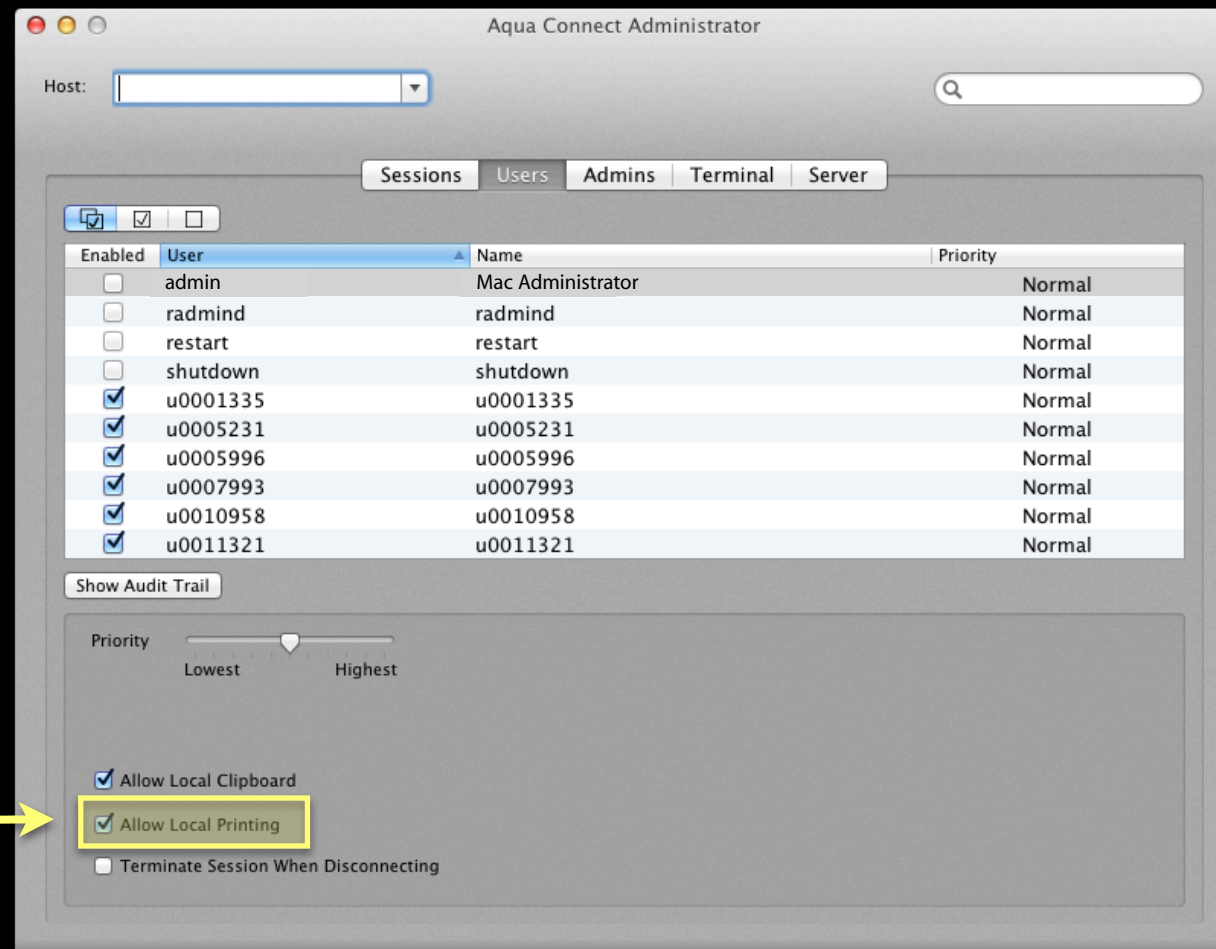 Aqua Connect Administrator
Host:
Sessions Users Admins Terminal Server
Enabled User Name Priority
admin Mac Administrator Normal
radmind radmind Normal
restart restart Normal
shutdown shutdown Normal
u0001335 u0001335 Normal
u0005231 u0005231 Normal
u0005996 u0005996 Normal
u0007993 u0007993 Normal
u0010958 u0010958 Normal
u0011321 u0011321 Normal
Show Audit Trail
Priority
Lowest Highest
Allow Local Clipboard
Allow Local Printing
Terminate Session When Disconnecting